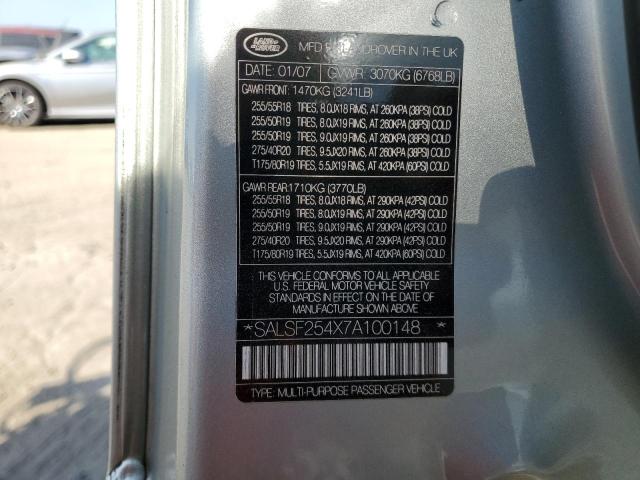 LAND ROVER
MFD BY LANDROVER IN THE UK
DATE: 01/07 GVWR: 3070KG (6768LB)
GAWR FRONT: 1470KG (3241LB)
255/55R18 TIRES, 8.0JX18 RIMS, AT 260KPA (38PSI) COLD
255/50R19 TIRES, 8.0JX19 RIMS, AT 260KPA (38PSI) COLD
255/50R19 TIRES, 9.0JX19 RIMS, AT 260KPA (38PSI) COLD
275/40R20 TIRES, 9.5JX20 RIMS, AT 260KPA (38PSI) COLD
T175/80R19 TIRES, 5.5JX19 RIMS, AT 420KPA (60PSI) COLD
GAWR REAR: 1710KG (3770LB)
255/55R18 TIRES, 8.0JX18 RIMS, AT 290KPA (42PSI) COLD
255/50R19 TIRES, 8.0JX19 RIMS, AT 290KPA (42PSI) COLD
255/50R19 TIRES, 9.0JX19 RIMS, AT 290KPA (42PSI) COLD
275/40R20 TIRES, 9.5JX20 RIMS, AT 290KPA (42PSI) COLD
T175/80R19 TIRES, 5.5JX19 RIMS, AT 420KPA (60PSI) COLD
THIS VEHICLE CONFORMS TO ALL APPLICABLE
U.S. FEDERAL MOTOR VEHICLE SAFETY
STANDARDS IN EFFECT ON THE DATE OF
MANUFACTURE SHOWN ABOVE
*SALSF254X7A100148 *
TYPE: MULTI-PURPOSE PASSENGER VEHICLE